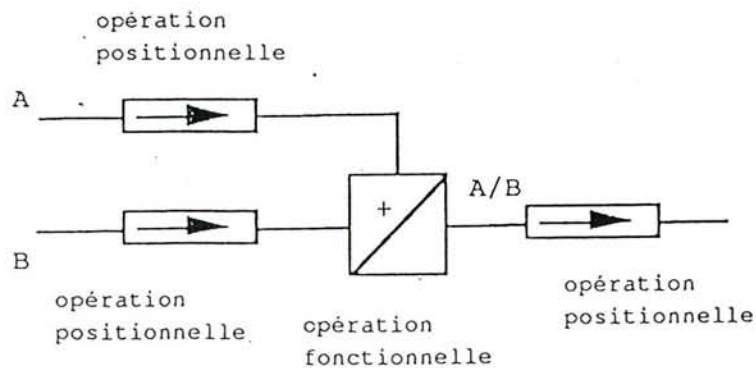 opération
positionnelle
A
+
A/B
B
opération
positionnelle
opération
fonctionnelle
opération
positionnelle